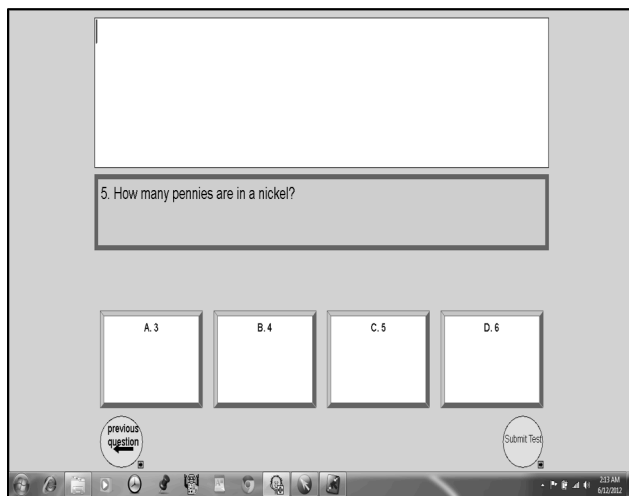 5. How many pennies are in a nickel?
A. 3
B. 4
C. 5
D. 6
previous
question
Submit Test
2:13 AM
6/12/2012